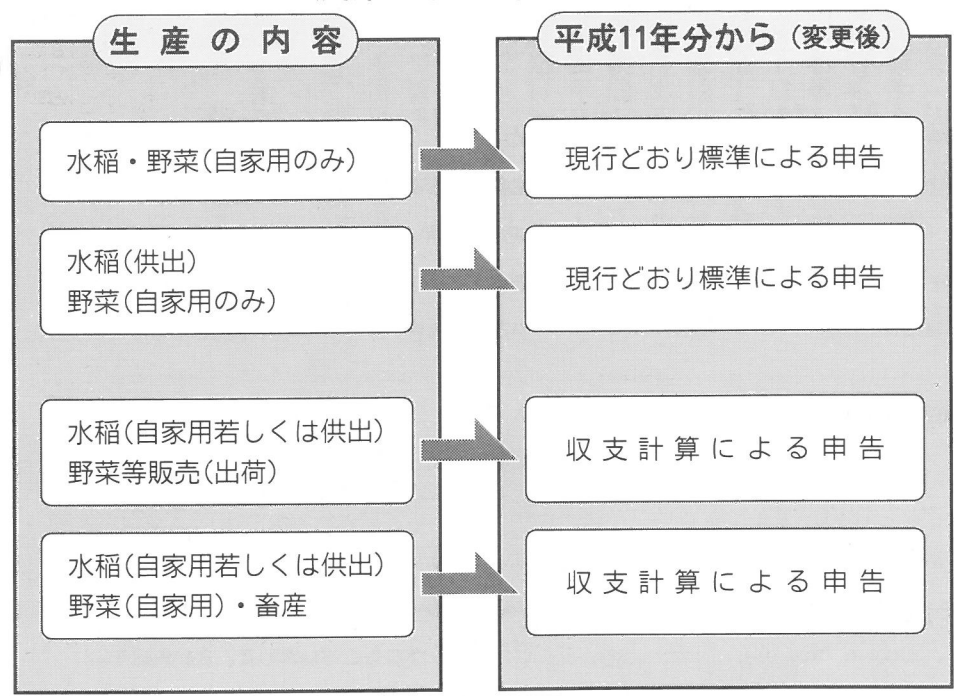 生産の内容
平成11年分から(変更後)
水稲・野菜(自家用のみ)
現行どおり標準による申告
水稲(供出)
野菜(自家用のみ)
現行どおり標準による申告
水稲(自家用若しくは供出)
野菜等販売(出荷)
収支計算による申告
水稲(自家用若しくは供出)
野菜(自家用)・畜産
収支計算による申告